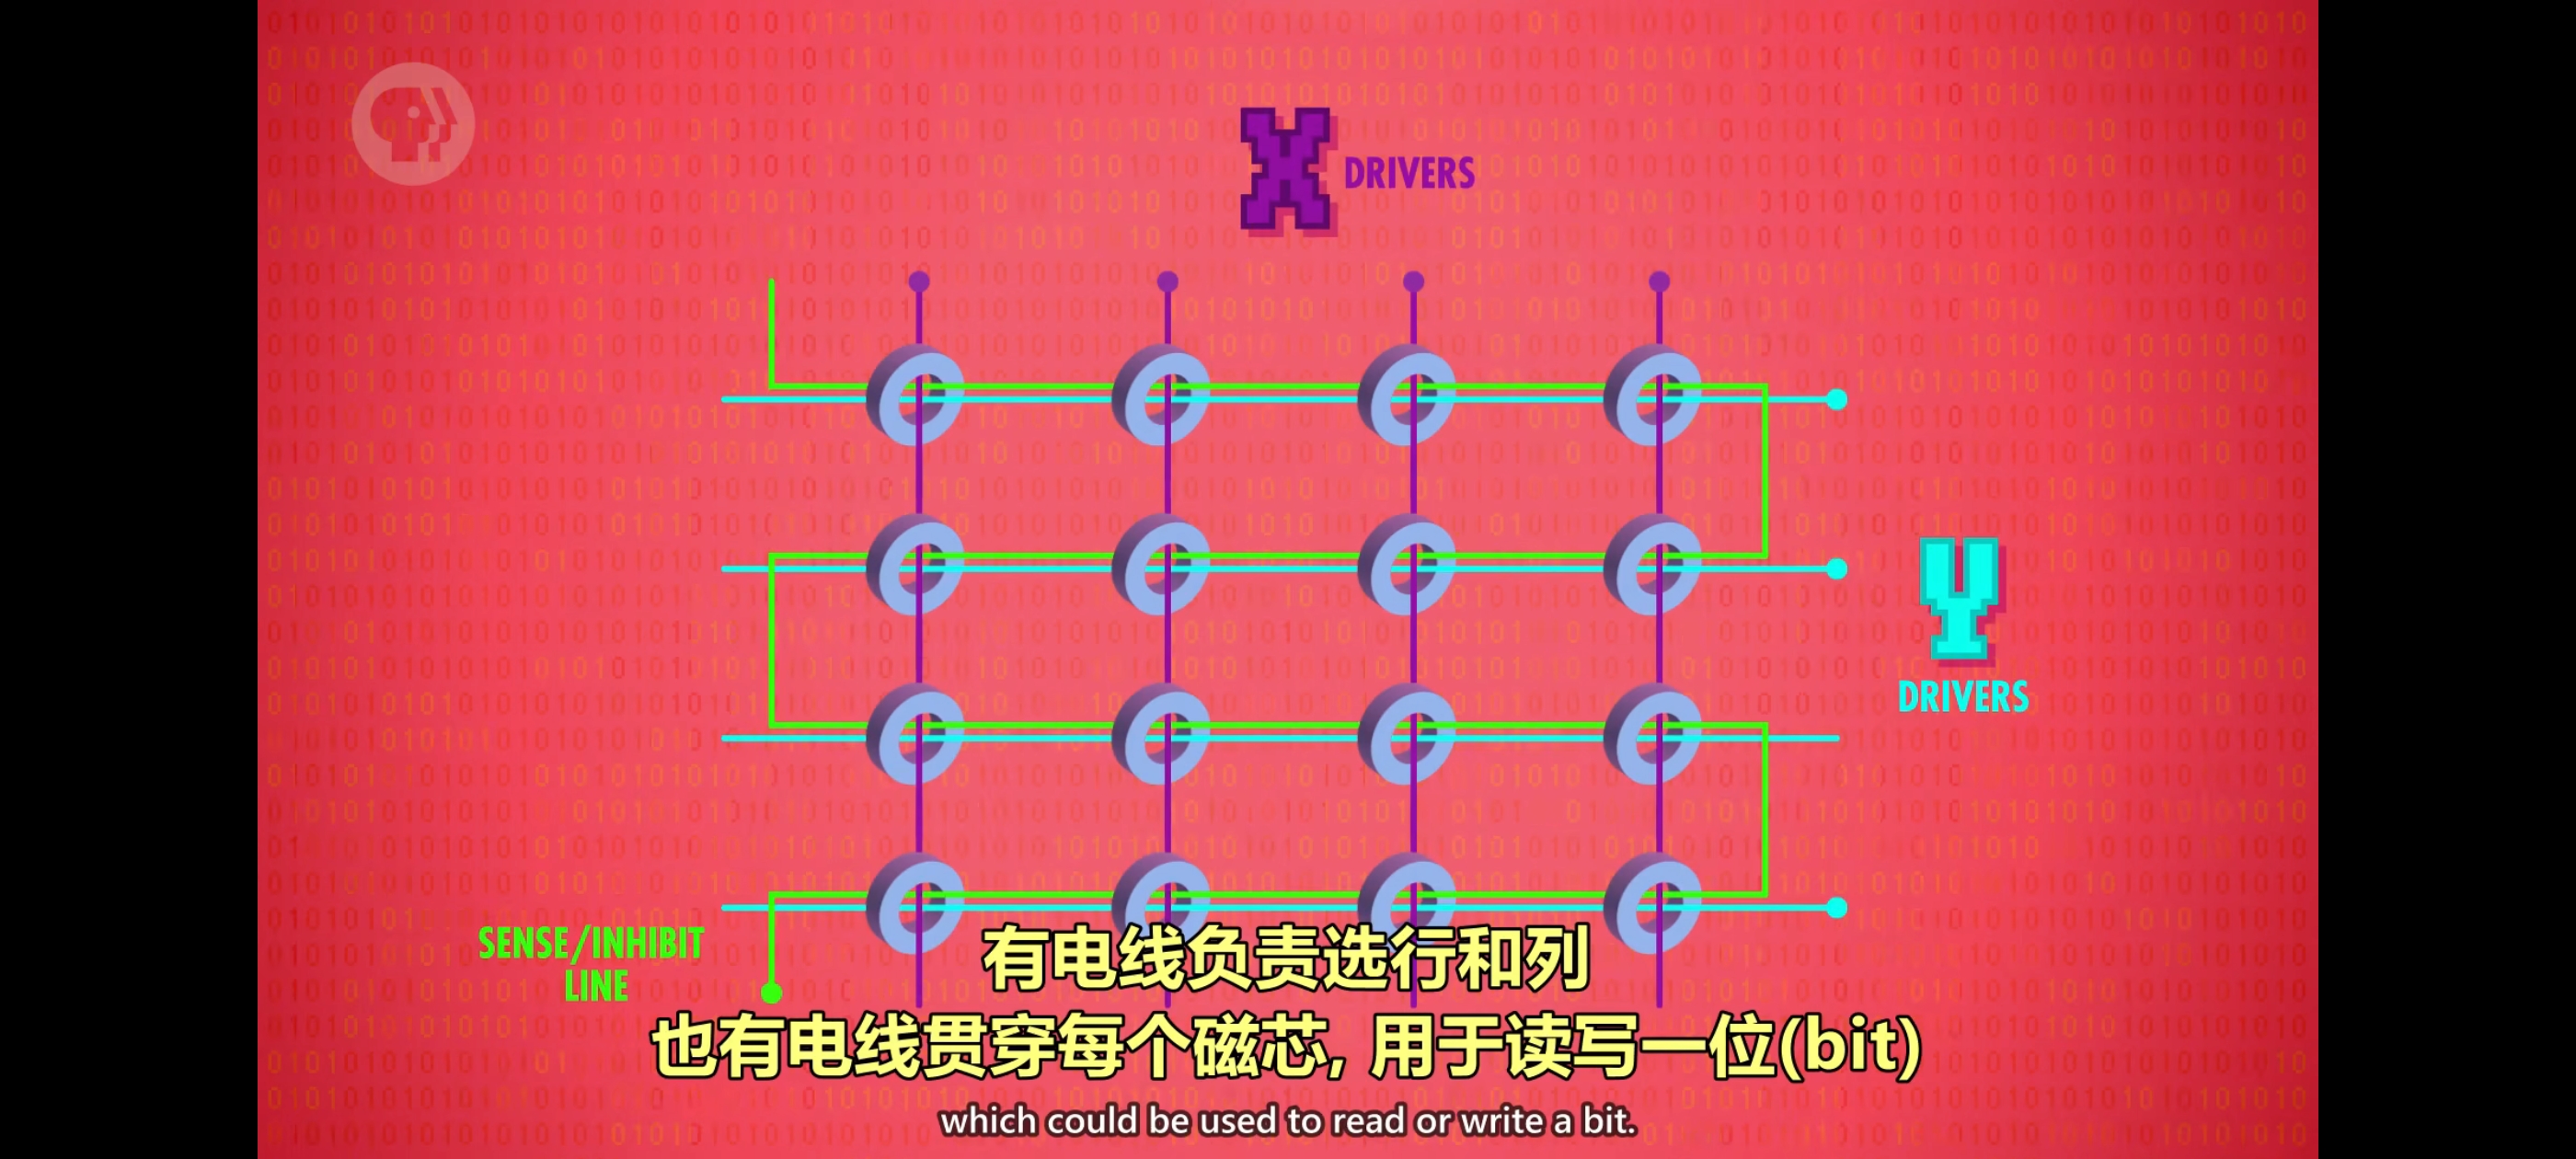 X DRIVERS
Y
DRIVERS
SENSE/INHIBIT
LINE
有电线负责选行和列
也有电线贯穿每个磁芯, 用于读写一位(bit)
which could be used to read or write a bit.